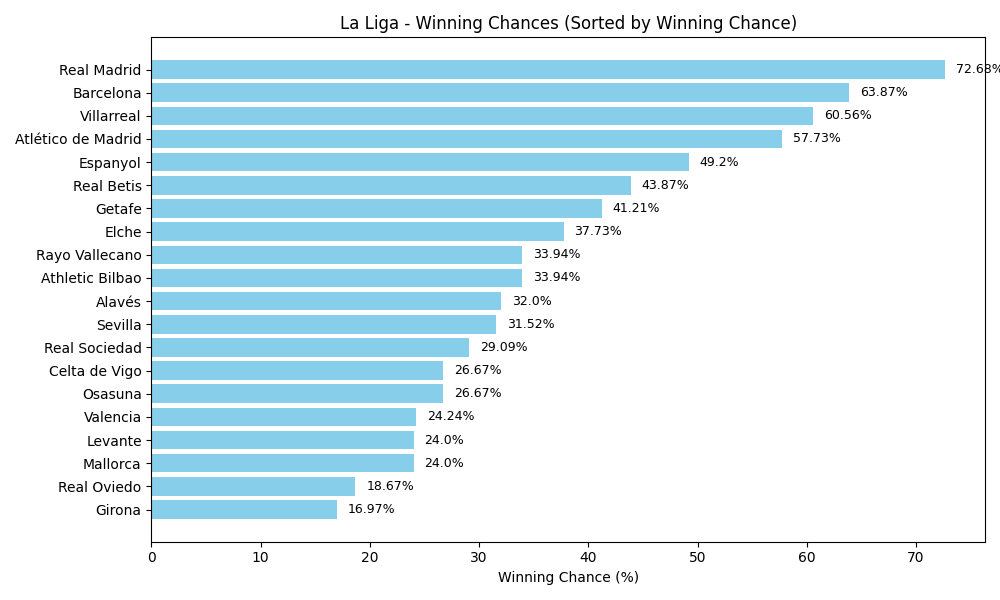 La Liga - Winning Chances (Sorted by Winning Chance)
Real Madrid 72.68%
Barcelona 63.87%
Villarreal 60.56%
Atlético de Madrid 57.73%
Espanyol 49.2%
Real Betis 43.87%
Getafe 41.21%
Elche 37.73%
Rayo Vallecano 33.94%
Athletic Bilbao 33.94%
Alavés 32.0%
Sevilla 31.52%
Real Sociedad 29.09%
Celta de Vigo 26.67%
Osasuna 26.67%
Valencia 24.24%
Levante 24.0%
Mallorca 24.0%
Real Oviedo 18.67%
Girona 16.97%
0 10 20 30 40 50 60 70
Winning Chance (%)